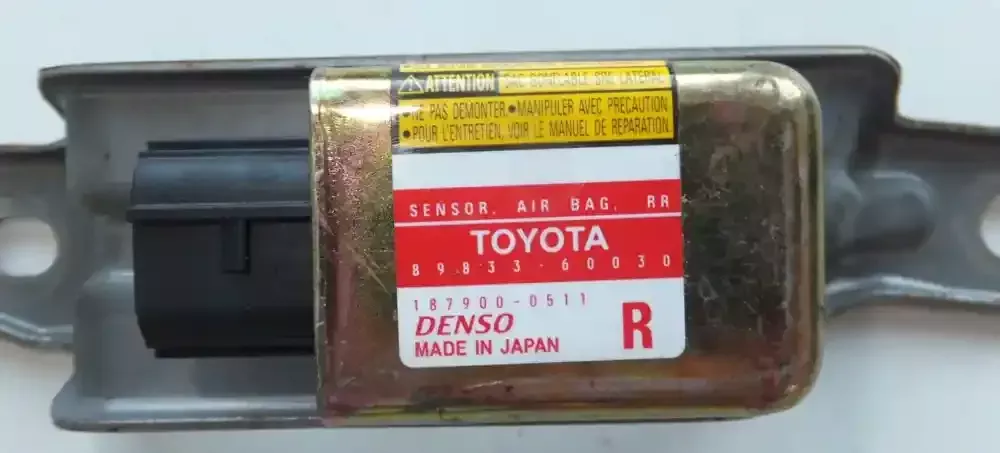 ATTENTION SAC GONFLABLE SRS LATERAL
•NE PAS DEMONTER.•MANIPULER AVEC PRECAUTION
•POUR L'ENTRETIEN, VOIR LE MANUEL DE REPARATION.
SENSOR, AIR BAG, RR
TOYOTA
89833-60030
187900-0511
DENSO
MADE IN JAPAN
R